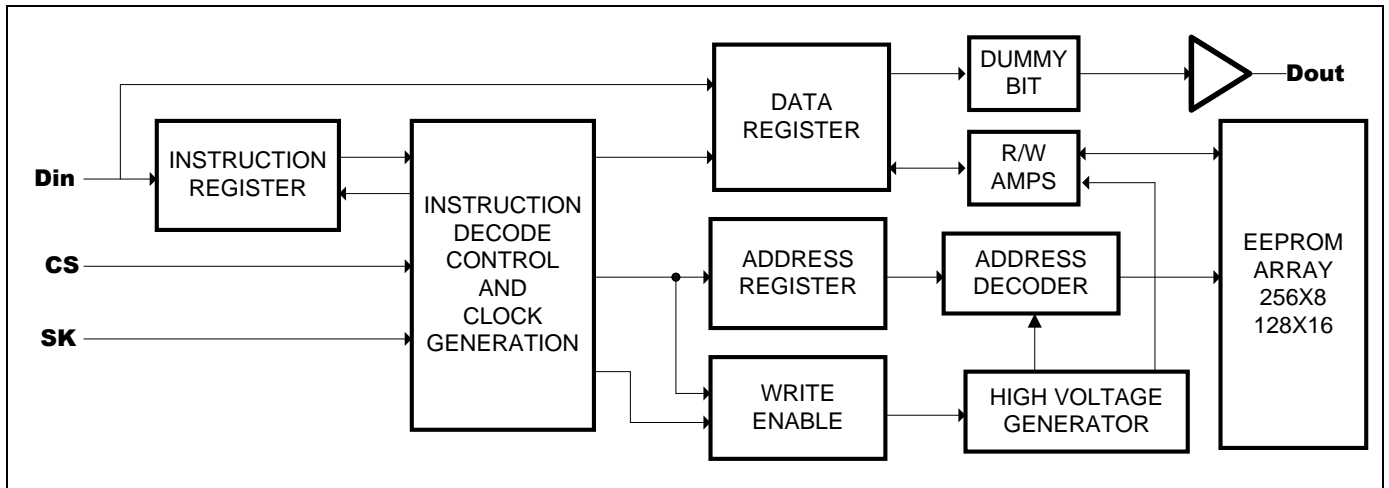 DUMMY
BIT
Dout
DATA
REGISTER
INSTRUCTION
REGISTER
R/W
AMPS
Din
INSTRUCTION
DECODE
CONTROL
AND
CLOCK
GENERATION
EEPROM
ARRAY
256X8
128X16
CS
ADDRESS
REGISTER
ADDRESS
DECODER
SK
WRITE
ENABLE
HIGH VOLTAGE
GENERATOR